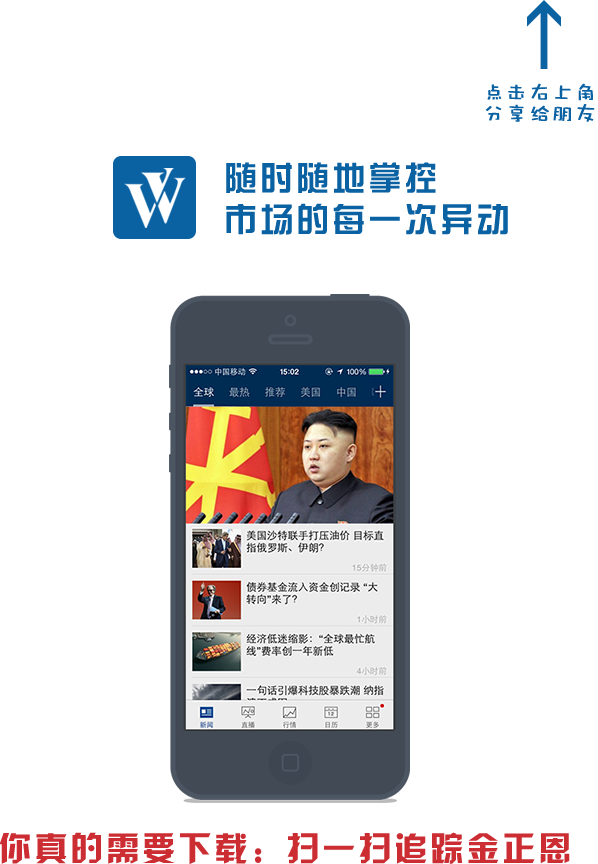 点击右上角
分享给朋友
W
随时随地掌控
市场的每一次异动
中国移动
15:02
100%
全球 最热 推荐 美国 中国 +
美国沙特联手打压油价 目标直
指俄罗斯、伊朗?
15分钟前
债券基金流入资金创记录 “大
转向”来了?
1小时前
经济低迷缩影：“全球最忙航
线”费率创一年新低
4小时前
一句话引爆科技股暴跌潮 纳指
新闻 直播 行情 日历 更多
12
你真的需要下载：扫一扫追踪金正恩